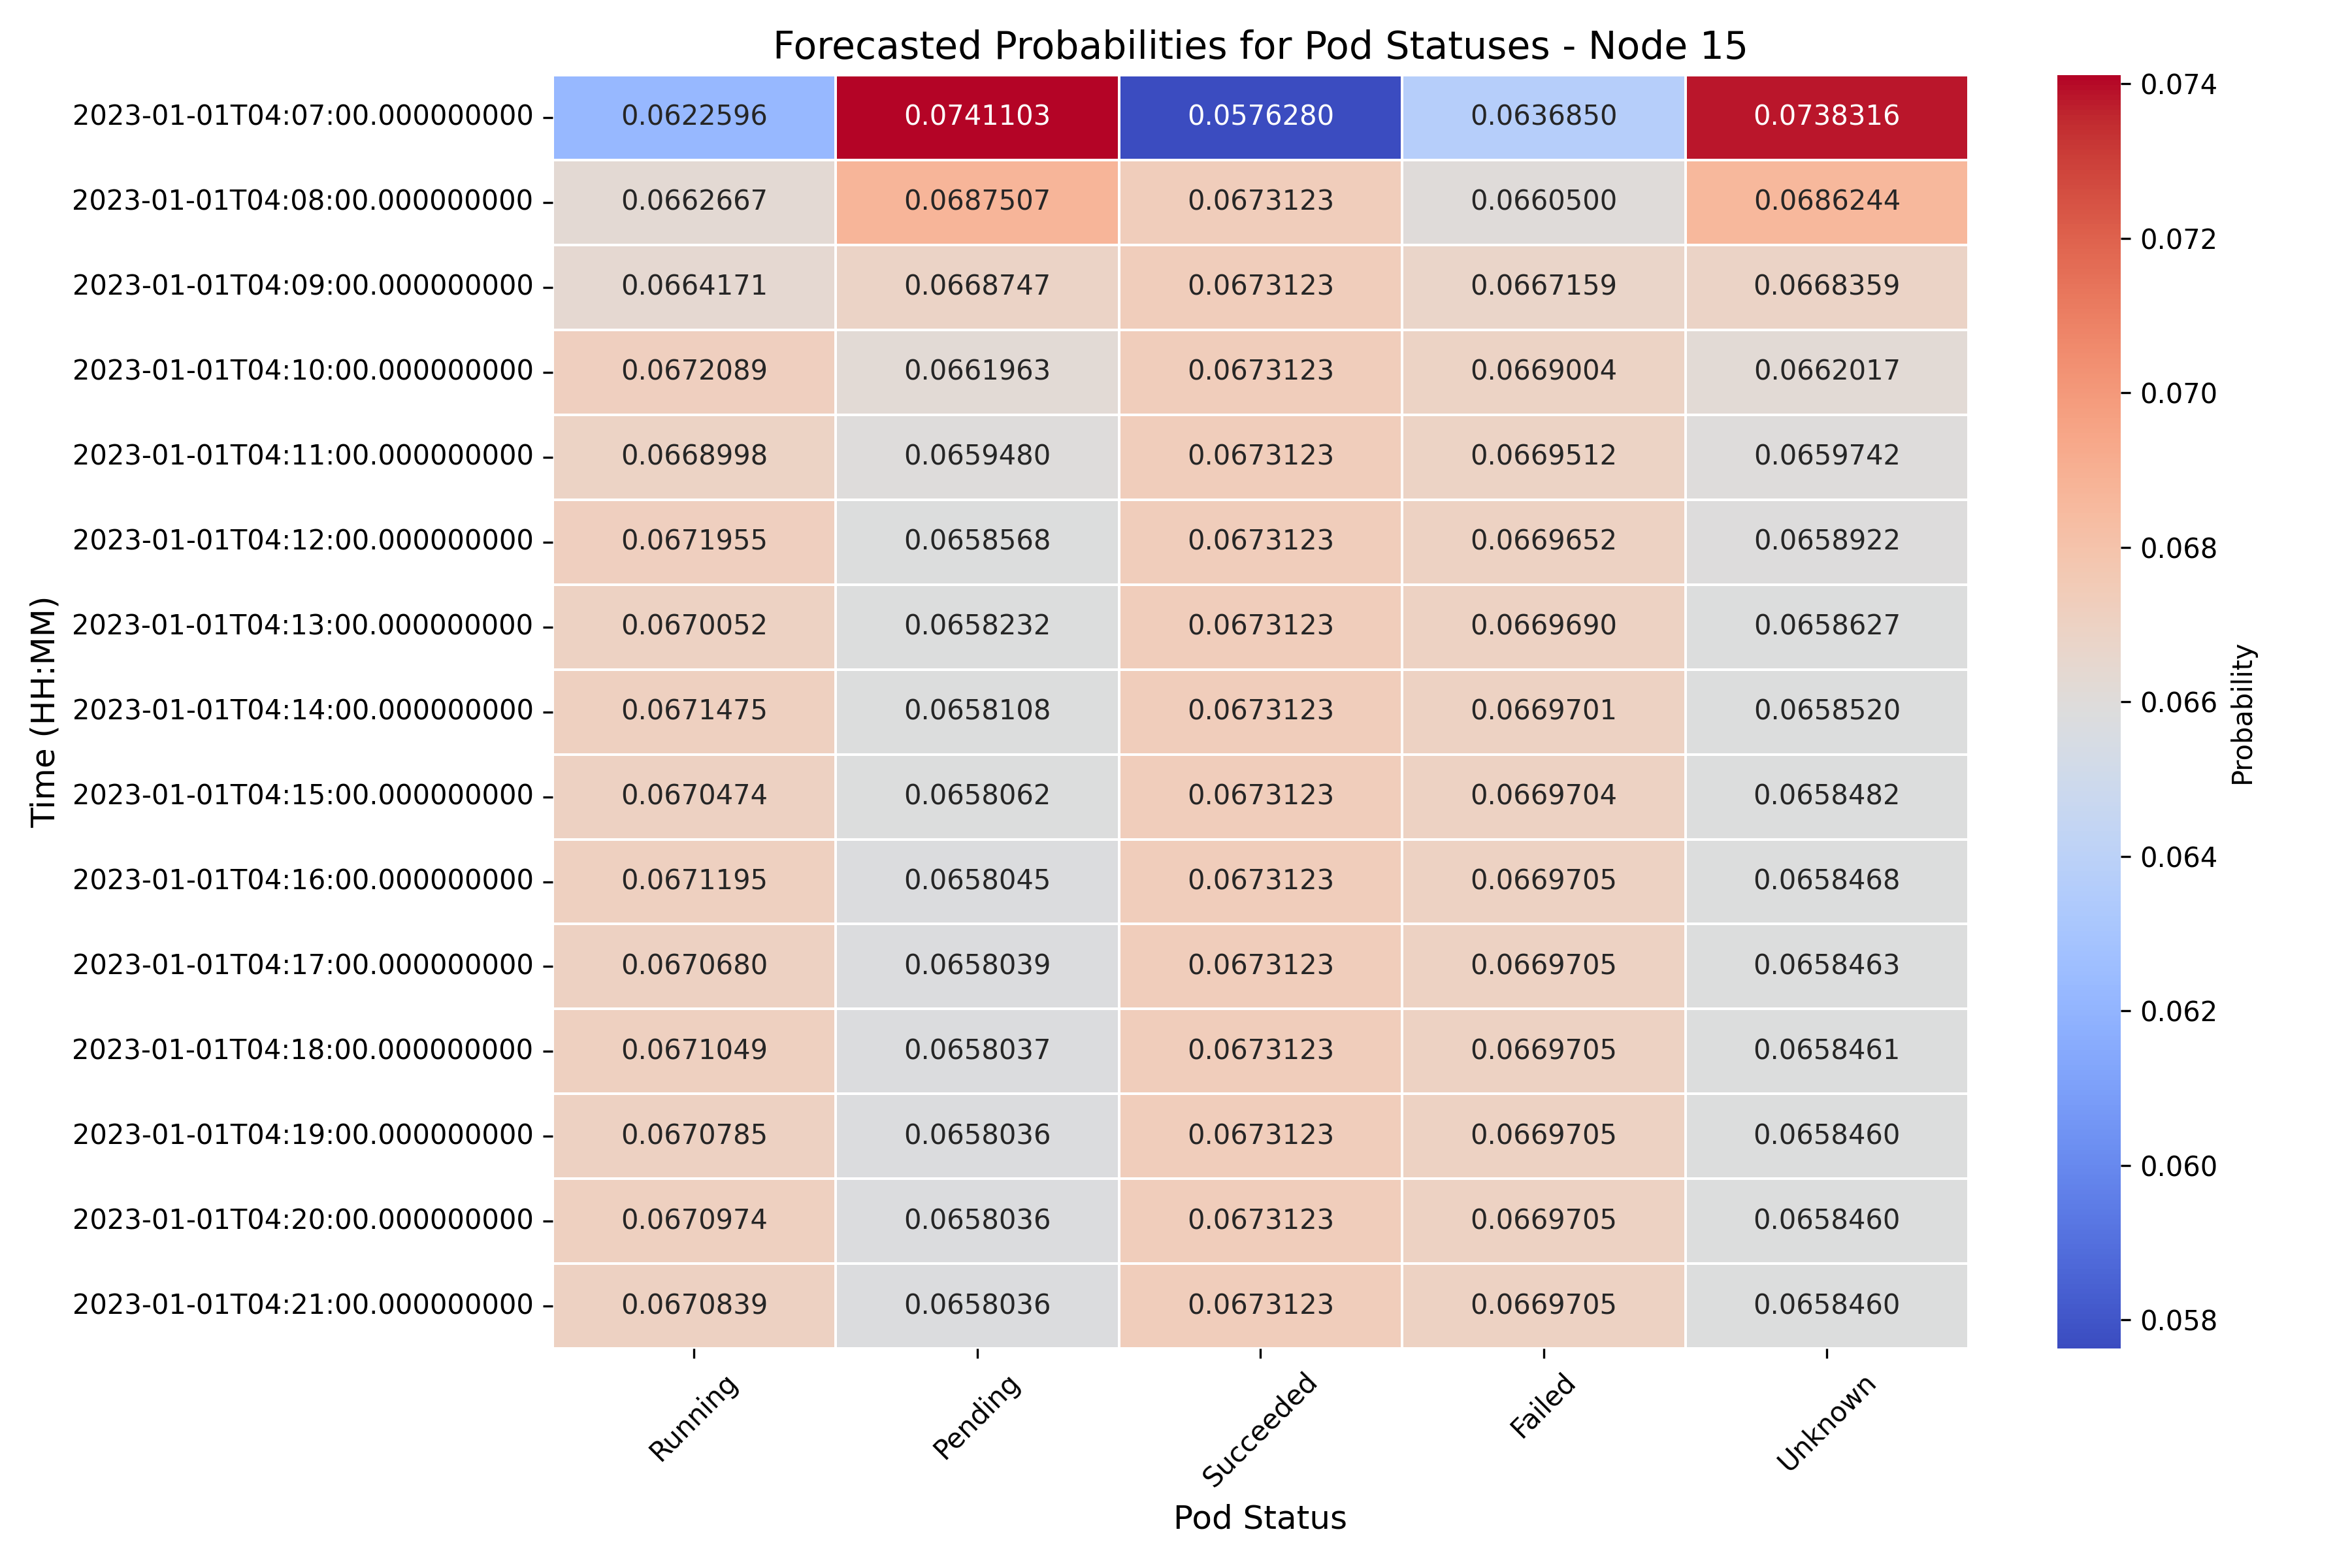 Forecasted Probabilities for Pod Statuses - Node 15
2023-01-01T04:07:00.000000000 0.0622596 0.0741103 0.0576280 0.0636850 0.0738316
2023-01-01T04:08:00.000000000 0.0662667 0.0687507 0.0673123 0.0660500 0.0686244
2023-01-01T04:09:00.000000000 0.0664171 0.0668747 0.0673123 0.0667159 0.0668359
2023-01-01T04:10:00.000000000 0.0672089 0.0661963 0.0673123 0.0669004 0.0662017
2023-01-01T04:11:00.000000000 0.0668998 0.0659480 0.0673123 0.0669512 0.0659742
2023-01-01T04:12:00.000000000 0.0671955 0.0658568 0.0673123 0.0669652 0.0658922
2023-01-01T04:13:00.000000000 0.0670052 0.0658232 0.0673123 0.0669690 0.0658627
2023-01-01T04:14:00.000000000 0.0671475 0.0658108 0.0673123 0.0669701 0.0658520
2023-01-01T04:15:00.000000000 0.0670474 0.0658062 0.0673123 0.0669704 0.0658482
2023-01-01T04:16:00.000000000 0.0671195 0.0658045 0.0673123 0.0669705 0.0658468
2023-01-01T04:17:00.000000000 0.0670680 0.0658039 0.0673123 0.0669705 0.0658463
2023-01-01T04:18:00.000000000 0.0671049 0.0658037 0.0673123 0.0669705 0.0658461
2023-01-01T04:19:00.000000000 0.0670785 0.0658036 0.0673123 0.0669705 0.0658460
2023-01-01T04:20:00.000000000 0.0670974 0.0658036 0.0673123 0.0669705 0.0658460
2023-01-01T04:21:00.000000000 0.0670839 0.0658036 0.0673123 0.0669705 0.0658460
Running Pending Succeeded Failed Unknown
Pod Status
Time (HH:MM)
0.074
0.072
0.070
0.068
0.066
0.064
0.062
0.060
0.058
Probability